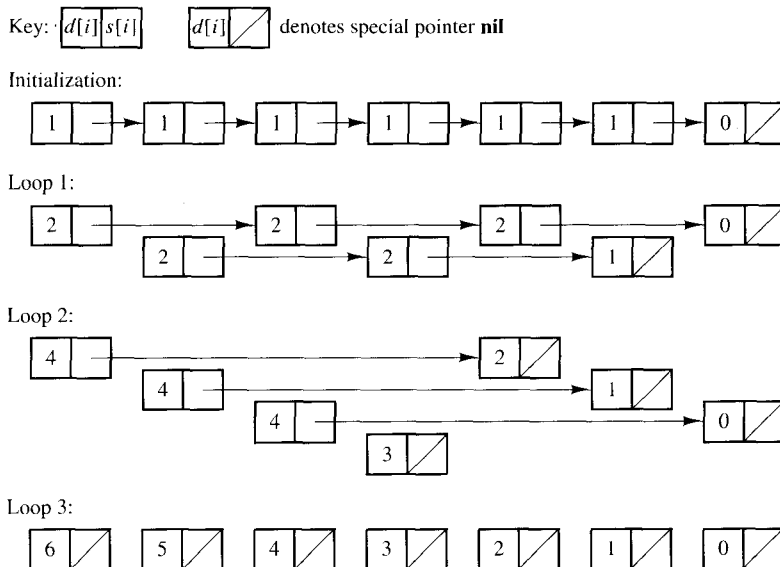 Key: d[i] s[i] d[i] denotes special pointer nil
Initialization:
1 1 1 1 1 1 0
Loop 1:
2 2 2 0
2 2 1
Loop 2:
4 2
4 1
4 0
3
Loop 3:
6 5 4 3 2 1 0